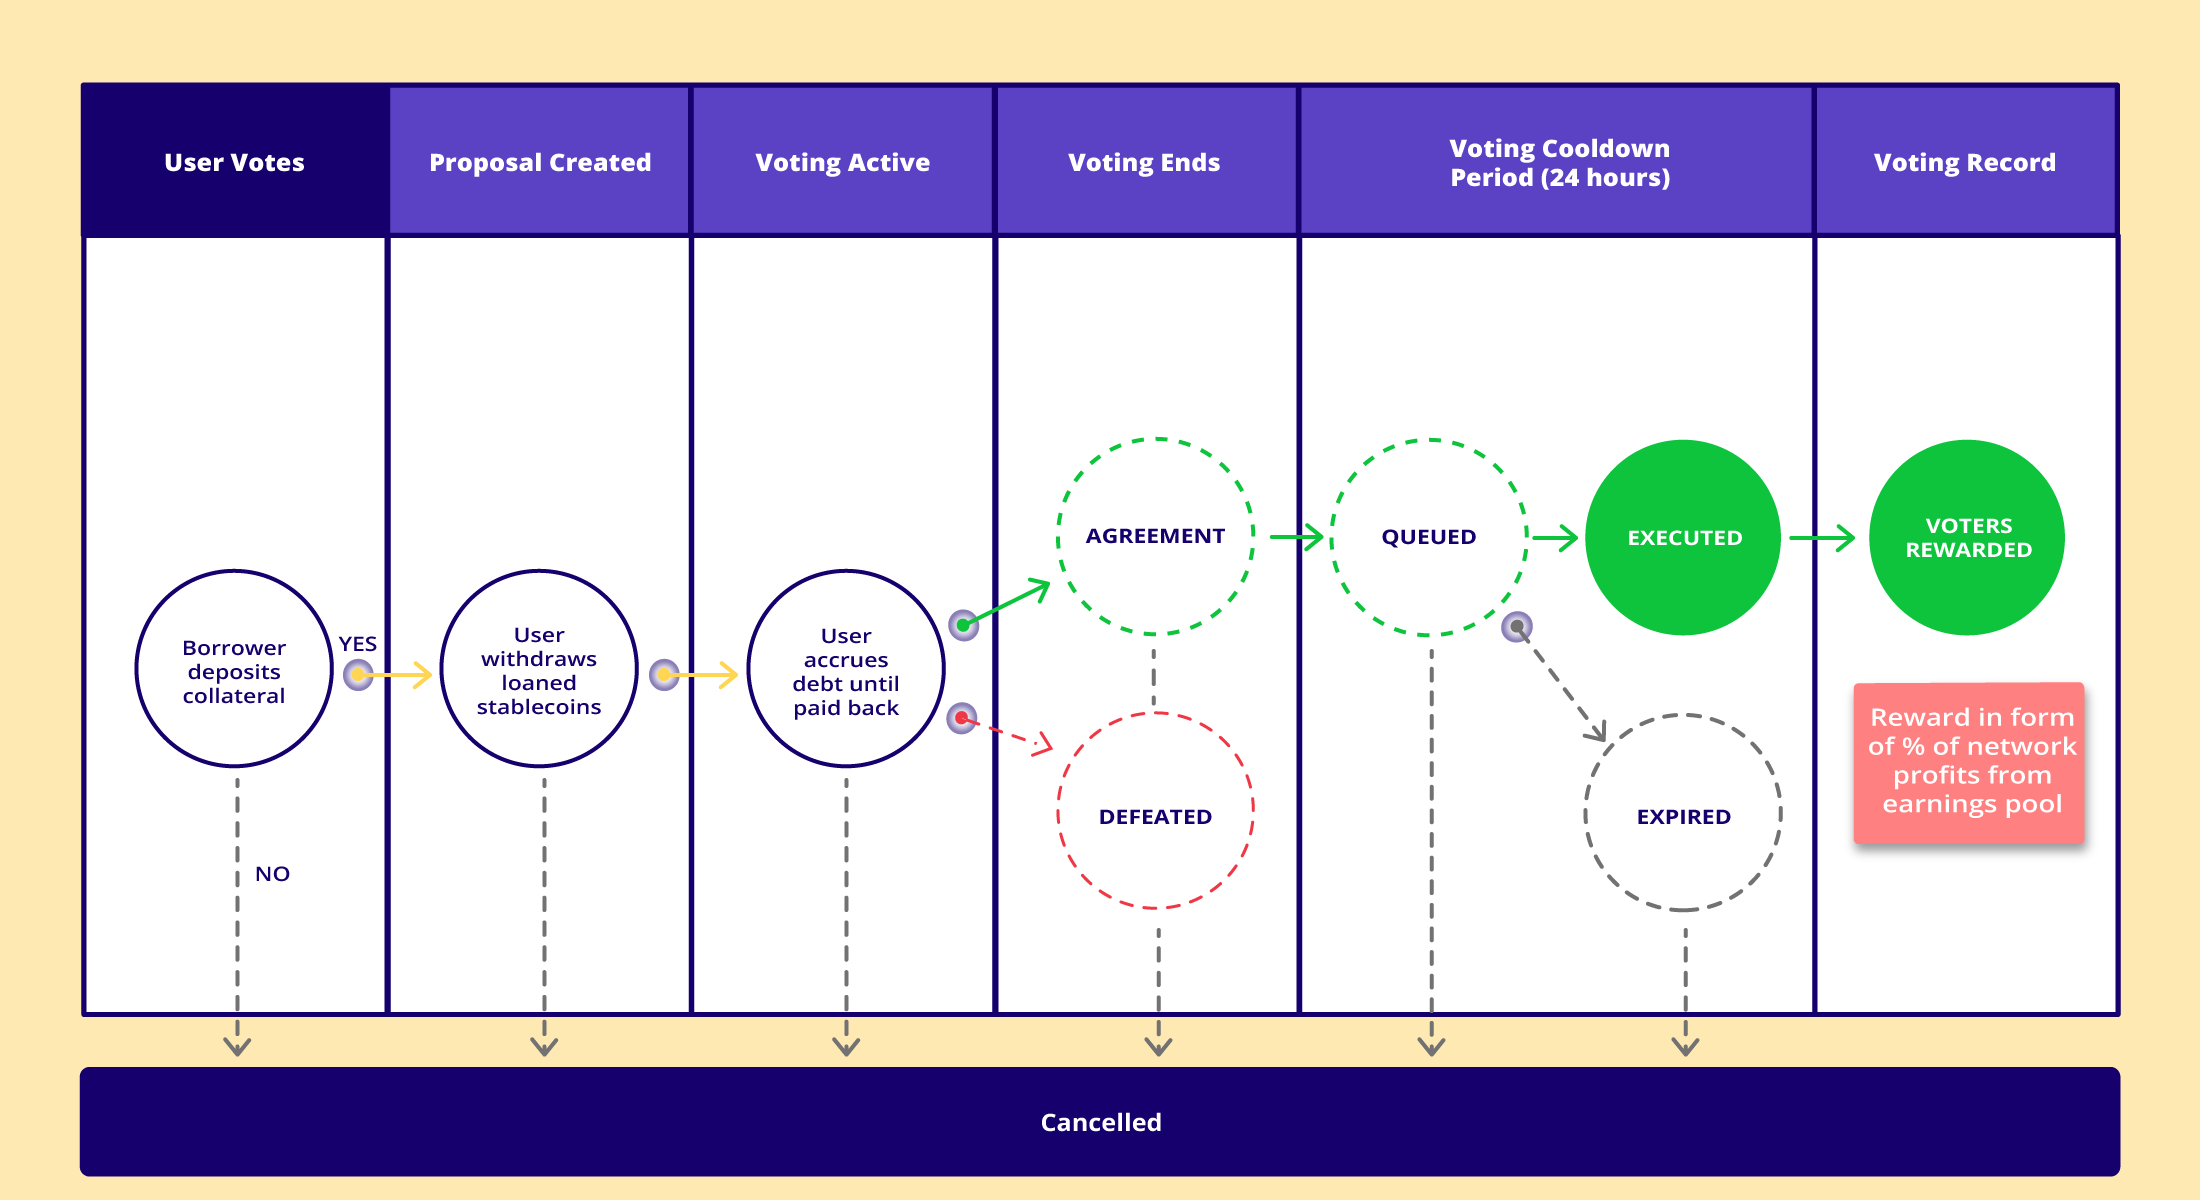 User Votes
Proposal Created
Voting Active
Voting Ends
Voting Cooldown
Period (24 hours)
Voting Record
Borrower
deposits
collateral
YES
NO
User
withdraws
loaned
stablecoins
User
accrues
debt until
paid back
AGREEMENT
DEFEATED
QUEUED
EXECUTED
EXPIRED
VOTERS
REWARDED
Reward in form
of % of network
profits from
earnings pool
Cancelled